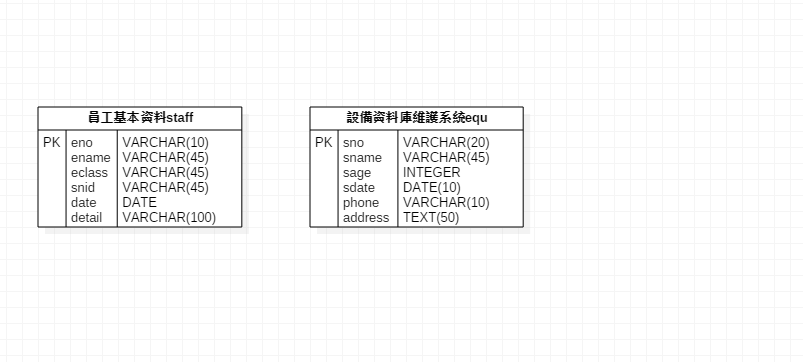 員工基本資料staff
PK eno VARCHAR(10)
ename VARCHAR(45)
eclass VARCHAR(45)
snid VARCHAR(45)
date DATE
detail VARCHAR(100)
設備資料庫維護系統equ
PK sno VARCHAR(20)
sname VARCHAR(45)
sage INTEGER
sdate DATE(10)
phone VARCHAR(10)
address TEXT(50)